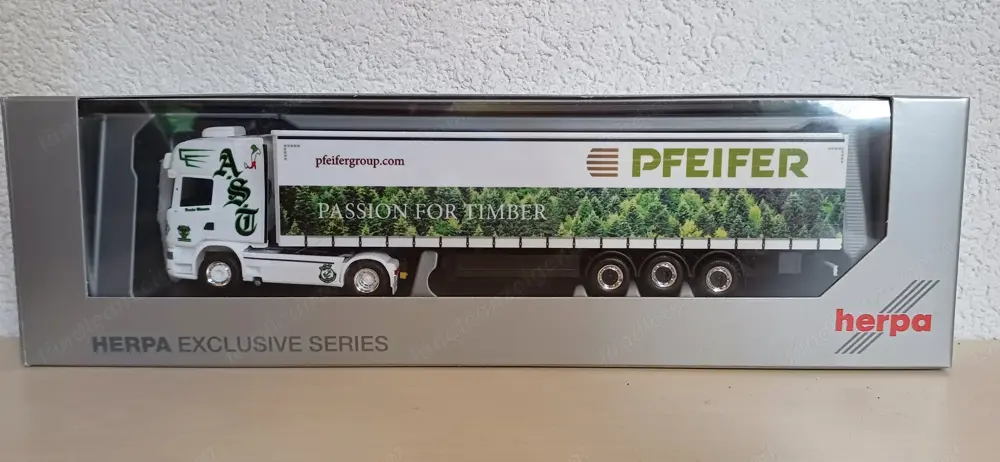 A.S.T
pfeifergroup.com
PFEIFER
PASSION FOR TIMBER
HERPA EXCLUSIVE SERIES
herpa